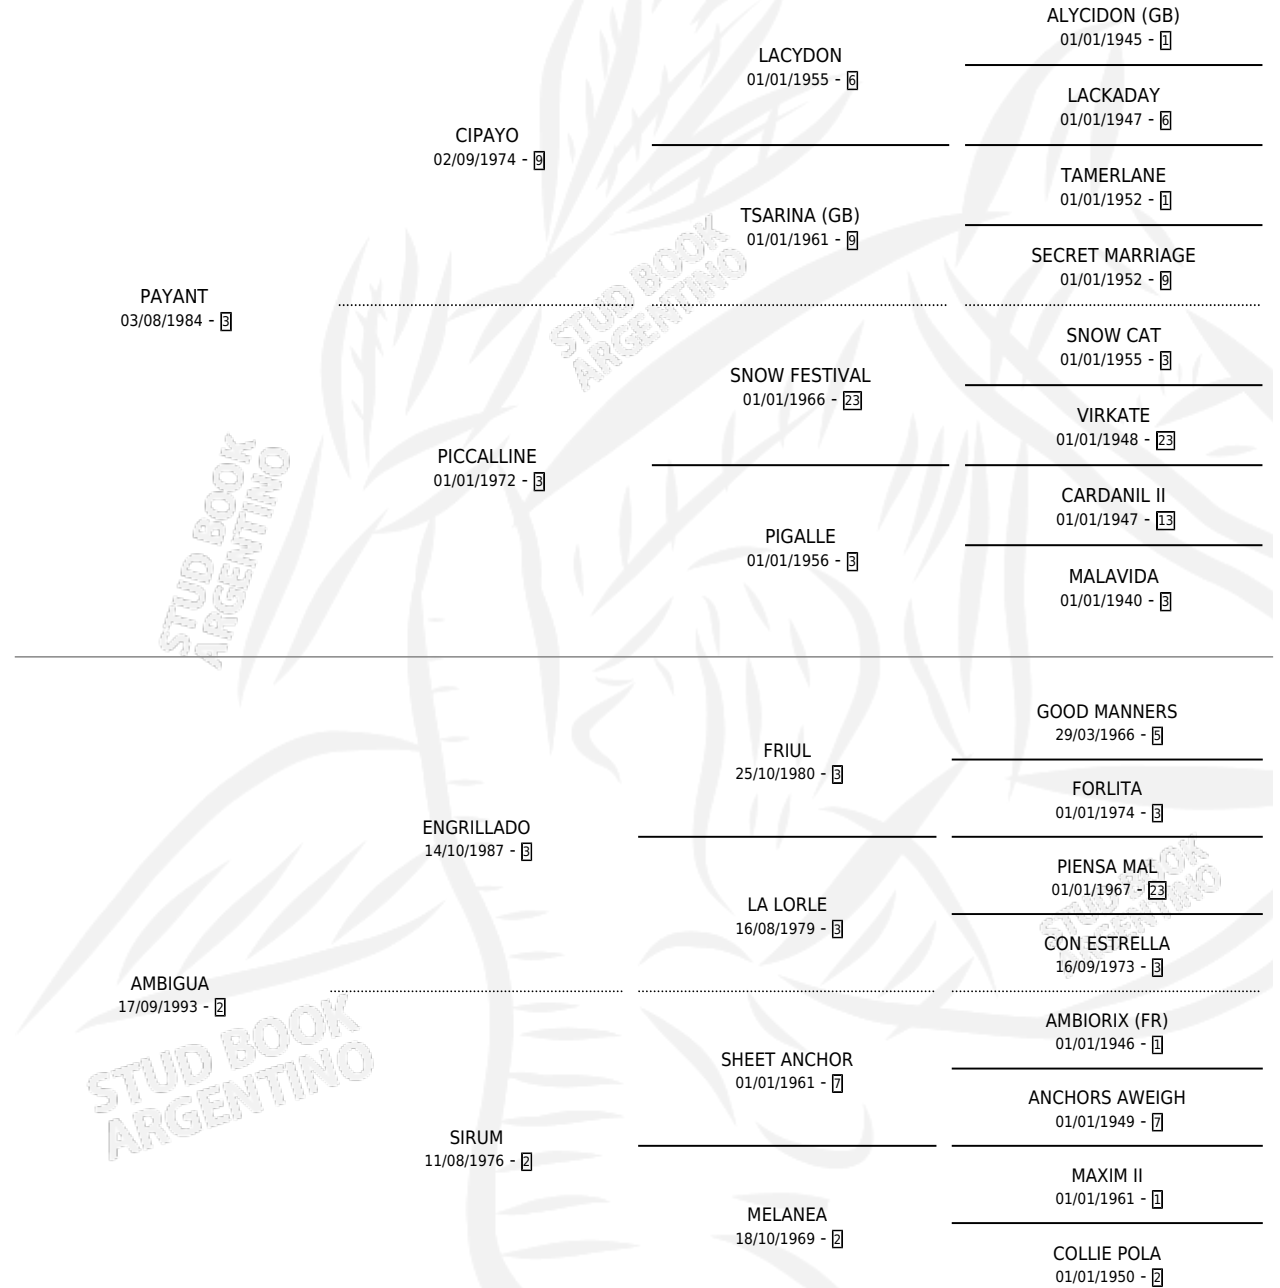 ALYCIDON (GB)
01/01/1945 - 1
LACYDON
01/01/1955 - 6
LACKADAY
01/01/1947 - 6
CIPAYO
02/09/1974 - 9
TAMERLANE
01/01/1952 - 1
TSARINA (GB)
01/01/1961 - 9
SECRET MARRIAGE
01/01/1952 - 9
PAYANT
03/08/1984 - 3
STUD BOOK
ARGENTINO
SNOW CAT
01/01/1955 - 3
SNOW FESTIVAL
01/01/1966 - 23
VIRKATE
01/01/1948 - 23
PICCALLINE
01/01/1972 - 3
CARDANIL II
01/01/1947 - 13
PIGALLE
01/01/1956 - 3
MALAVIDA
01/01/1940 - 3
STUD BOOK
ARGENTINO
GOOD MANNERS
29/03/1966 - 5
FRIUL
25/10/1980 - 3
FORLITA
01/01/1974 - 3
ENGRILLADO
14/10/1987 - 3
PIENSA MAL
01/01/1967 - 23
LA LORLE
16/08/1979 - 3
CON ESTRELLA
16/09/1973 - 3
STUD BOOK
ARGENTINO
AMBIGUA
17/09/1993 - 2
AMBIORIX (FR)
01/01/1946 - 1
SHEET ANCHOR
01/01/1961 - 7
ANCHORS AWEIGH
01/01/1949 - 7
STUD BOOK
ARGENTINO
SIRUM
11/08/1976 - 2
MAXIM II
01/01/1961 - 1
MELANEA
18/10/1969 - 2
COLLIE POLA
01/01/1950 - 2